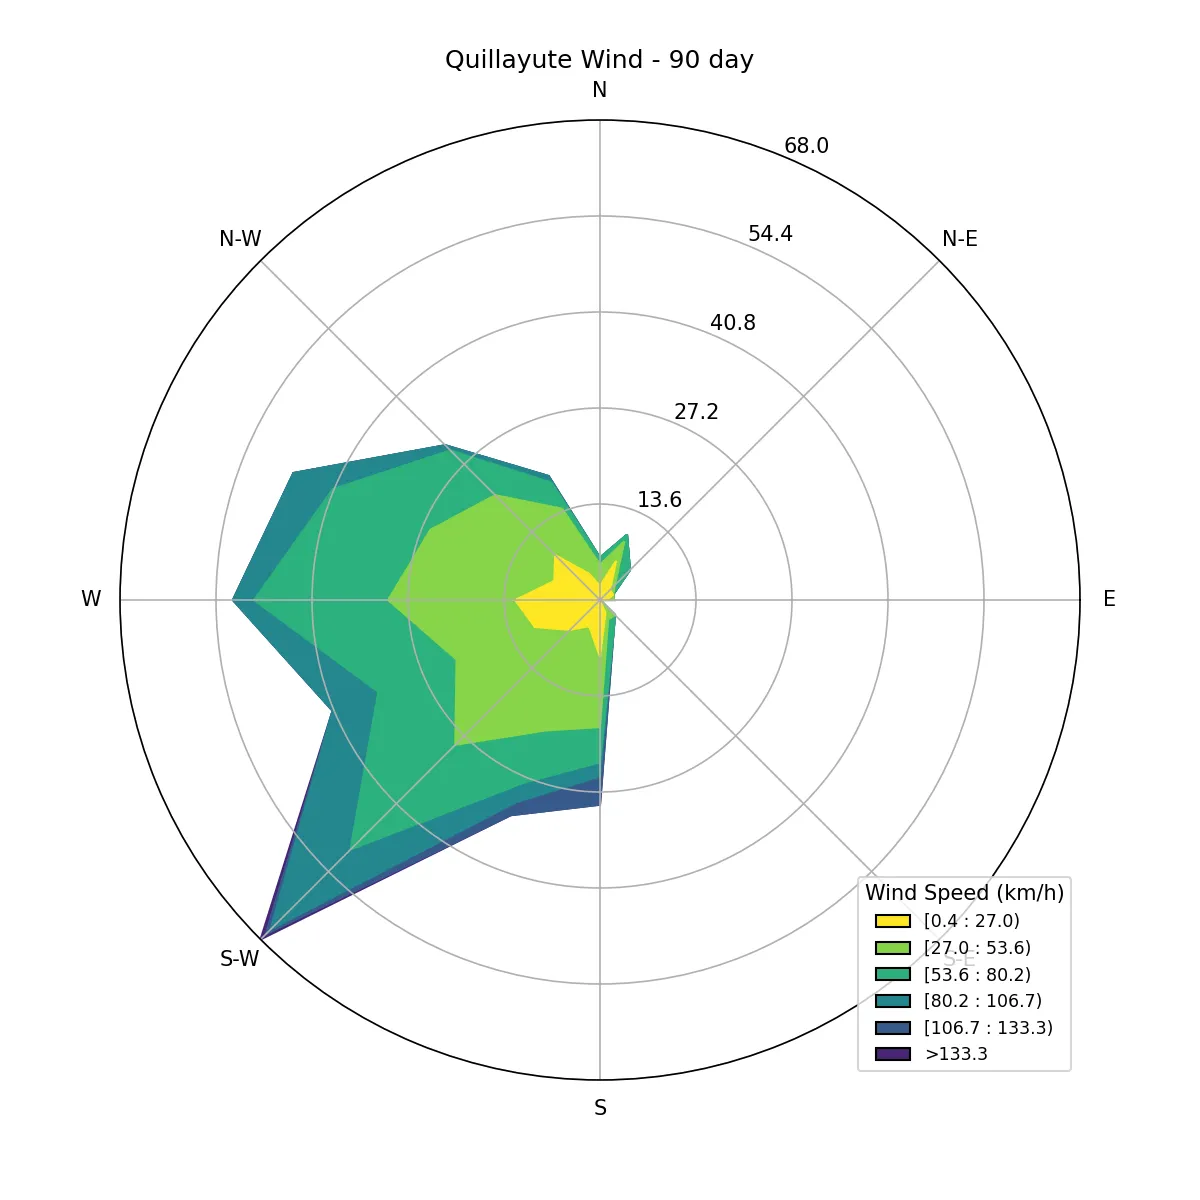 Quillayute Wind - 90 day
N
68.0
54.4
N-W
N-E
40.8
27.2
13.6
W
E
S-W
S-E
S
Wind Speed (km/h)
[0.4 : 27.0)
[27.0 : 53.6)
[53.6 : 80.2)
[80.2 : 106.7)
[106.7 : 133.3)
>133.3